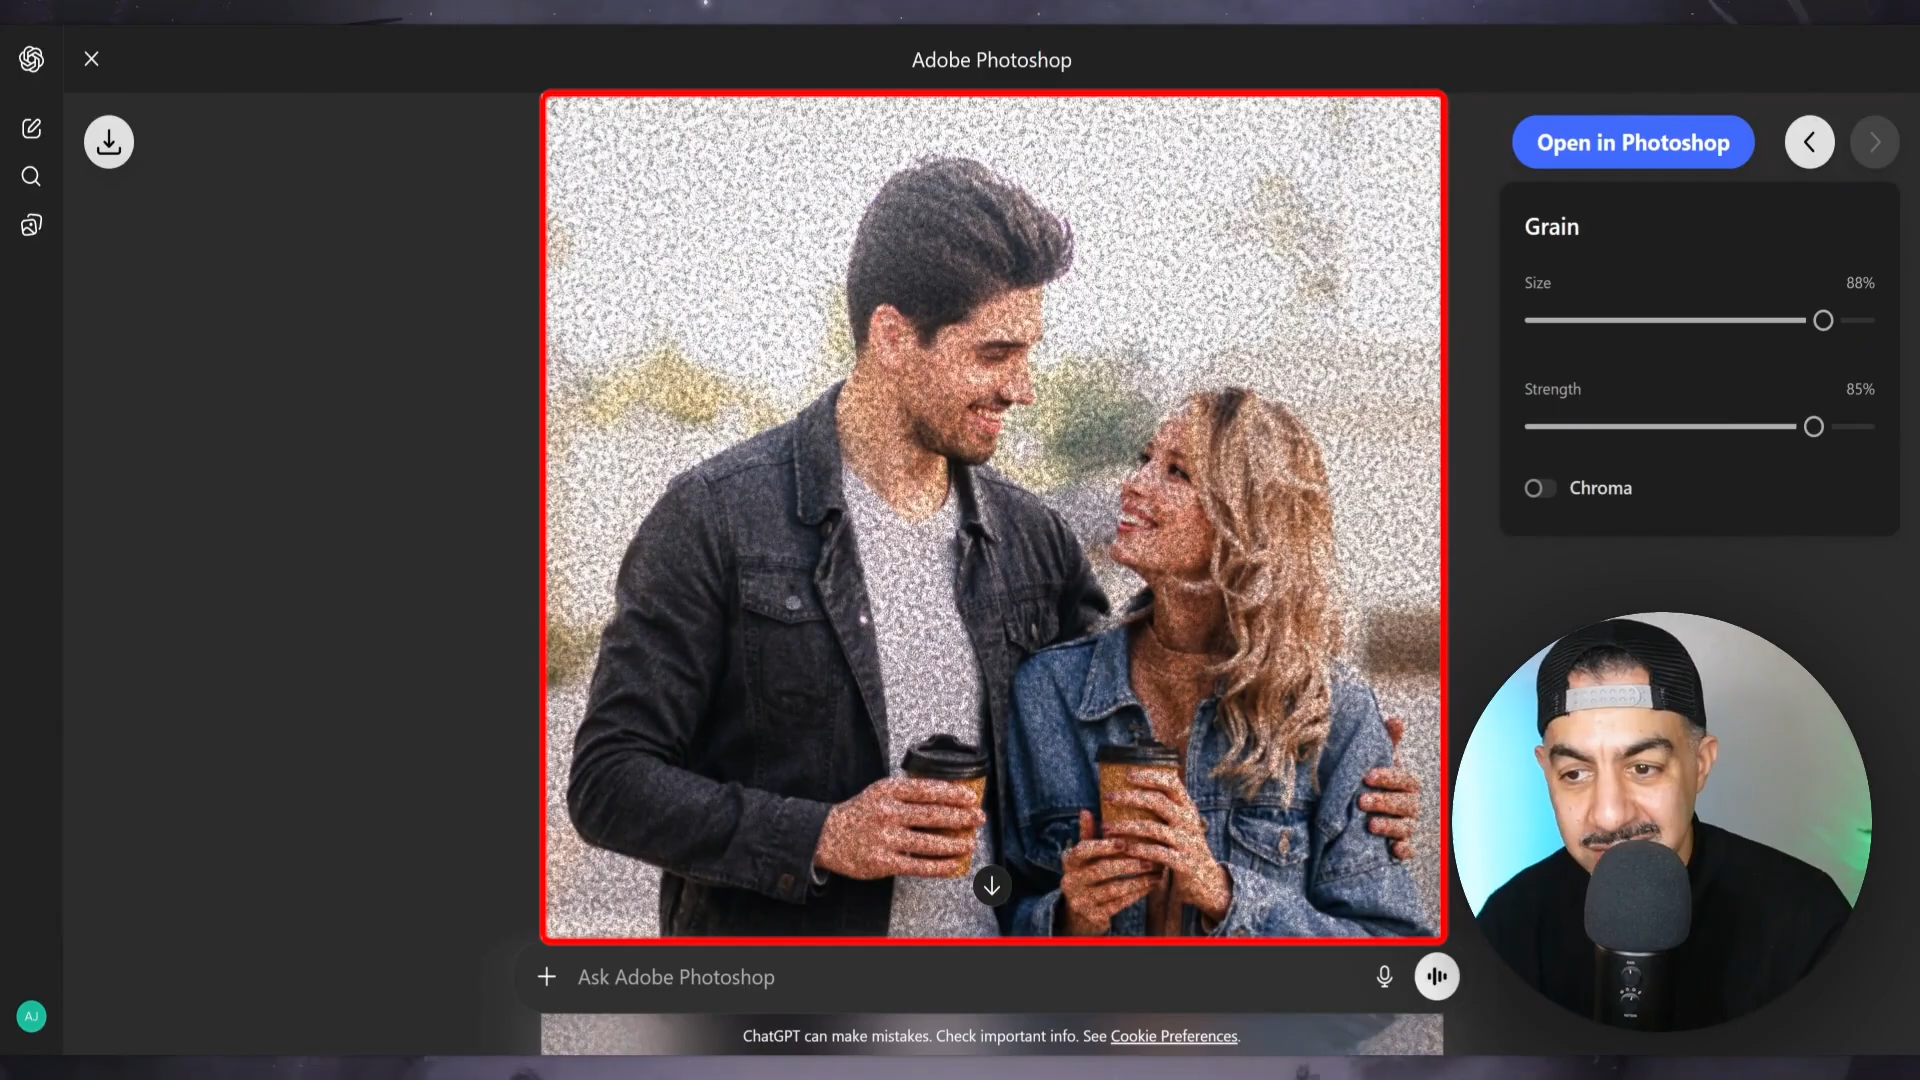 Adobe Photoshop
Open in Photoshop
Grain
Size 88%
Strength 85%
Chroma
Ask Adobe Photoshop
ChatGPT can make mistakes. Check important info. See Cookie Preferences.
AJ